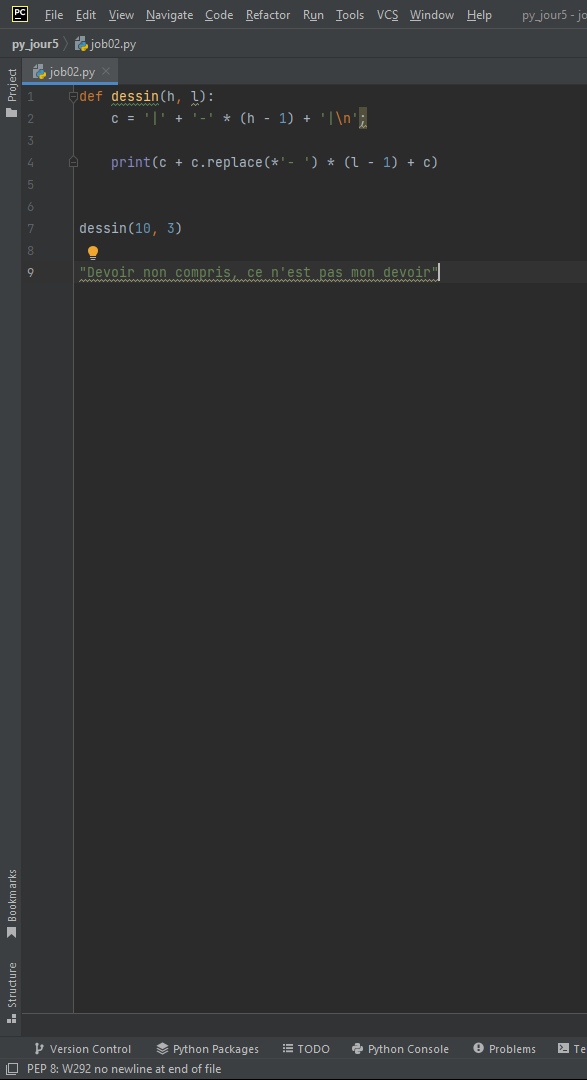 PC File Edit View Navigate Code Refactor Run Tools VCS Window Help py_jour5 - jo
py_jour5 job02.py
Project
job02.py
1 def dessin(h, l):
2 c = '|' + '-' * (h - 1) + '|\n';
3
4 print(c + c.replace(*'- ') * (l - 1) + c)
5
6
7 dessin(10, 3)
8
9 "Devoir non compris, ce n'est pas mon devoir"
Bookmarks
Structure
Version Control Python Packages TODO Python Console Problems Te
PEP 8: W292 no newline at end of file